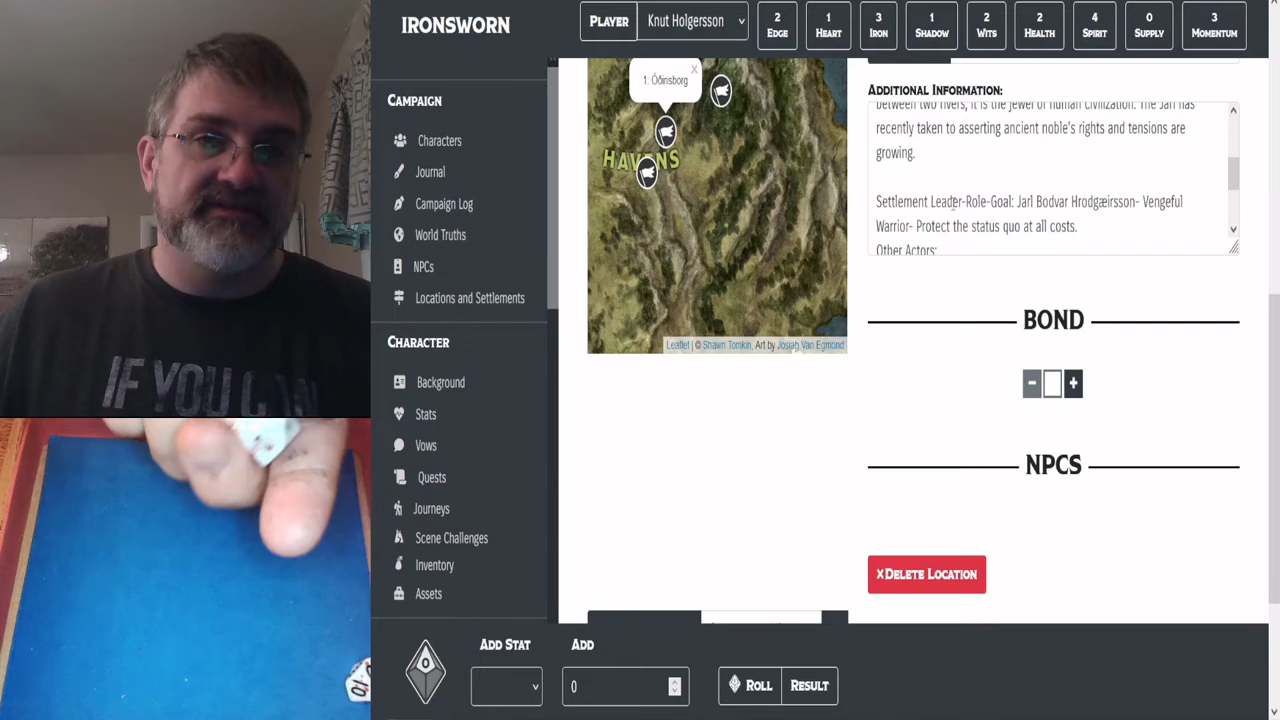 IRONSWORN
PLAYER
Knut Holgersson
2 EDGE
1 HEART
3 IRON
1 SHADOW
2 WITS
2 HEALTH
4 SPIRIT
0 SUPPLY
3 MOMENTUM
CAMPAIGN
Characters
Journal
Campaign Log
World Truths
NPCs
Locations and Settlements
CHARACTER
Background
Stats
Vows
Quests
Journeys
Scene Challenges
Inventory
Assets
1: Óðinsborg
HAVENS
Leaflet | © Shawn Tomkin, Art by Josiah Van Egmond
ADDITIONAL INFORMATION:
between two rivers, it is the jewel of human civilization. The Jarl has
recently taken to asserting ancient noble's rights and tensions are
growing.
Settlement Leader-Role-Goal: Jarl Bodvar Hrodgæirsson- Vengeful
Warrior- Protect the status quo at all costs.
Other Actors:
BOND
- +
NPCS
X DELETE LOCATION
0
ADD STAT
ADD
0
ROLL
RESULT
IF YOU CAN
10